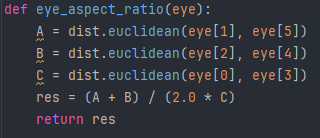 def eye_aspect_ratio(eye):
    A = dist.euclidean(eye[1], eye[5])
    B = dist.euclidean(eye[2], eye[4])
    C = dist.euclidean(eye[0], eye[3])
    res = (A + B) / (2.0 * C)
    return res